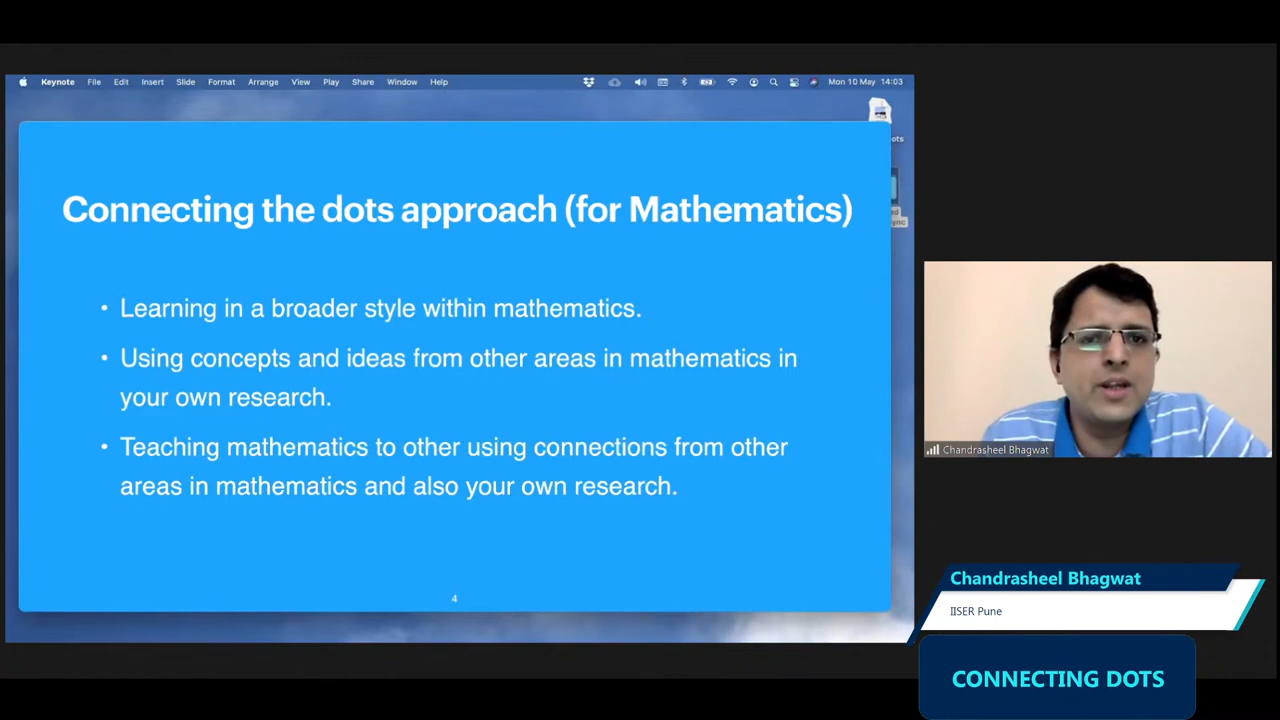 Keynote File Edit Insert Slide Format Arrange View Play Share Window Help Mon 10 May 14:03
ots
Connecting the dots approach (for Mathematics)
• Learning in a broader style within mathematics.
• Using concepts and ideas from other areas in mathematics in
your own research.
• Teaching mathematics to other using connections from other
areas in mathematics and also your own research.
4
Chandrasheel Bhagwat
Chandrasheel Bhagwat
IISER Pune
CONNECTING DOTS